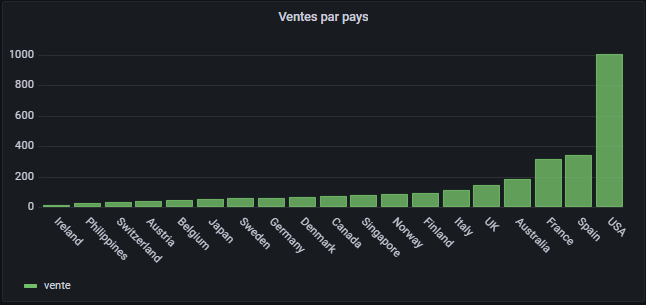 Ventes par pays
1000
800
600
400
200
0
Ireland
Philippines
Switzerland
Austria
Belgium
Japan
Sweden
Germany
Denmark
Canada
Singapore
Norway
Finland
Italy
UK
Australia
France
Spain
USA
vente